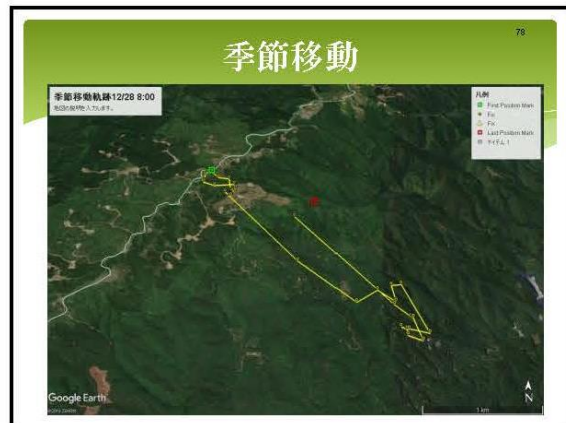 78
季節移動
季節移動軌跡12/28 8:00
地図の説明を入力します。
凡例
First Position Mark
Fix
Fix
Last Position Mark
アイテム 1
Google Earth
N
1 km